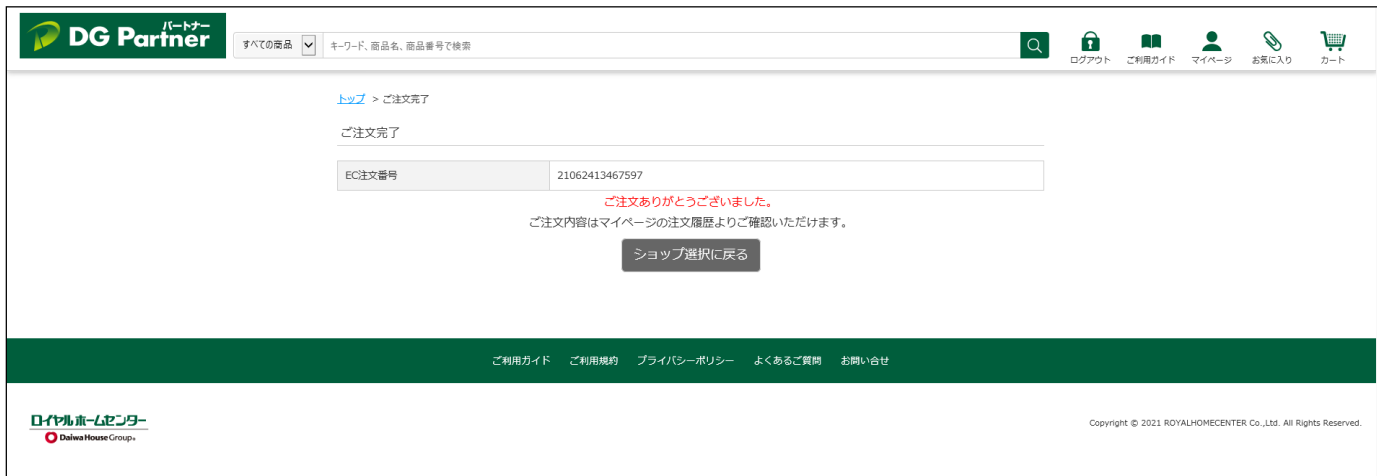 パートナー
DG Partner
すべての商品
キーワード、商品名、商品番号で検索
ログアウト ご利用ガイド マイページ お気に入り カート
トップ > ご注文完了
ご注文完了
EC注文番号 21062413467597
ご注文ありがとうございました。
ご注文内容はマイページの注文履歴よりご確認いただけます。
ショップ選択に戻る
ご利用ガイド ご利用規約 プライバシーポリシー よくあるご質問 お問い合せ
ロイヤルホームセンター
Daiwa House Group®
Copyright © 2021 ROYALHOMECENTER Co.,Ltd. All Rights Reserved.